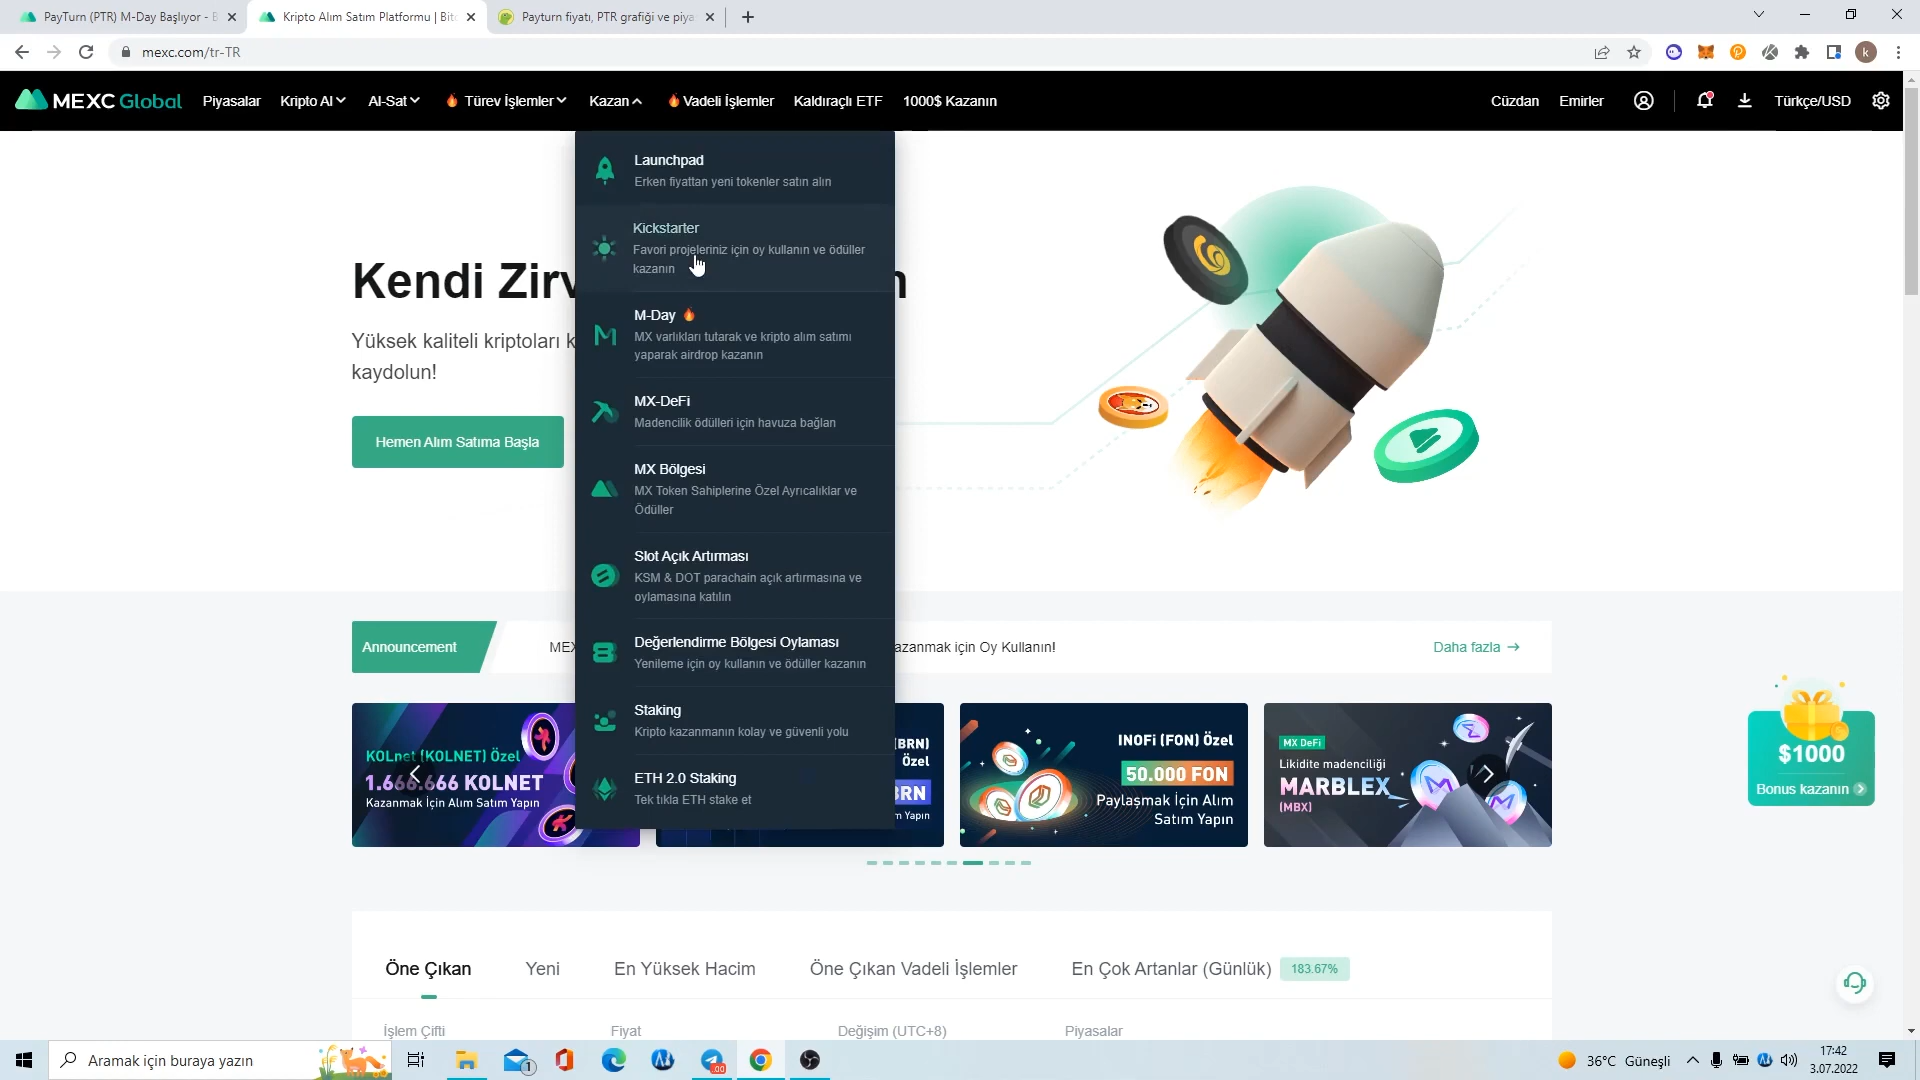 PayTurn (PTR) M-Day Başlıyor - B
Kripto Alım Satım Platformu | Bitc
Payturn fiyatı, PTR grafiği ve piya
mexc.com/tr-TR
k
MEXC Global
Piyasalar
Kripto Al
Al-Sat
Türev İşlemler
Kazan
Vadeli İşlemler
Kaldıraçlı ETF
1000$ Kazanın
Cüzdan
Emirler
Türkçe/USD
Launchpad
Erken fiyattan yeni tokenler satın alın
Kickstarter
Favori projeleriniz için oy kullanın ve ödüller
kazanın
M-Day
MX varlıkları tutarak ve kripto alım satımı
yaparak airdrop kazanın
MX-DeFi
Madencilik ödülleri için havuza bağlan
MX Bölgesi
MX Token Sahiplerine Özel Ayrıcalıklar ve
Ödüller
Slot Açık Artırması
KSM & DOT parachain açık artırmasına ve
oylamasına katılın
Değerlendirme Bölgesi Oylaması
Yenileme için oy kullanın ve ödüller kazanın
Staking
Kripto kazanmanın kolay ve güvenli yolu
ETH 2.0 Staking
Tek tıkla ETH stake et
Kendi Zirv
n
Yüksek kaliteli kriptoları k
kaydolun!
Hemen Alım Satıma Başla
Announcement
MEX
azanmak için Oy Kullanın!
Daha fazla →
KOLnet (KOLNET) Özel
1.666.666 KOLNET
Kazanmak İçin Alım Satım Yapın
(BRN)
Özel
BRN
m Yapın
INOFi (FON) Özel
50.000 FON
Paylaşmak İçin Alım
Satım Yapın
MX DeFi
Likidite madenciliği
MARBLEX
(MBX)
$1000
Bonus kazanın
Öne Çıkan
Yeni
En Yüksek Hacim
Öne Çıkan Vadeli İşlemler
En Çok Artanlar (Günlük)
183.67%
İşlem Çifti
Fiyat
Değişim (UTC+8)
Piyasalar
Aramak için buraya yazın
1
.00
36°C Güneşli
17:42
3.07.2022